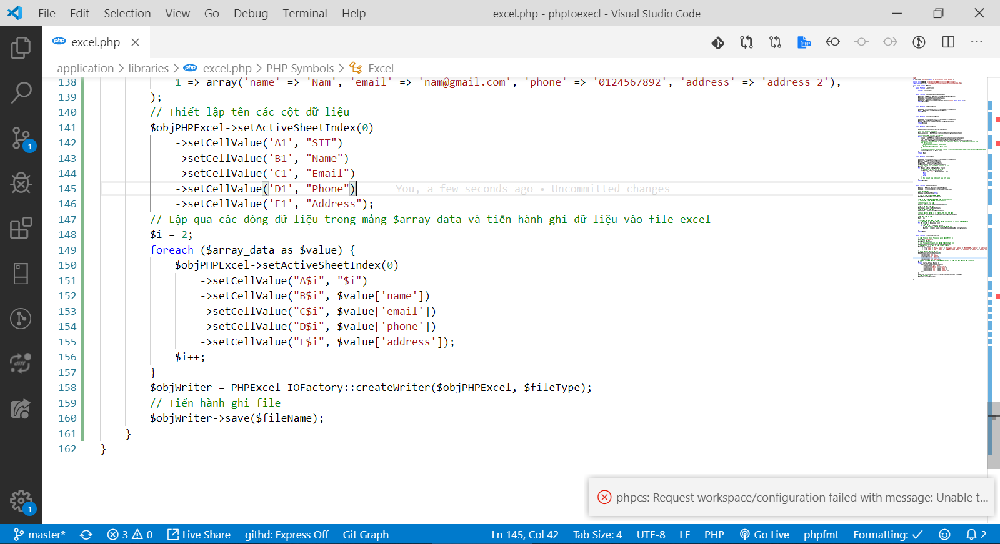 File Edit Selection View Go Debug Terminal Help excel.php - phptoexecl - Visual Studio Code
php excel.php
application > libraries > php excel.php > PHP Symbols > Excel
138 1 => array('name' => 'Nam', 'email' => 'nam@gmail.com', 'phone' => '0124567892', 'address' => 'address 2'),
139 );
140 // Thiết lập tên các cột dữ liệu
141 $objPHPExcel->setActiveSheetIndex(0)
142 ->setCellValue('A1', "STT")
143 ->setCellValue('B1', "Name")
144 ->setCellValue('C1', "Email")
145 ->setCellValue('D1', "Phone") You, a few seconds ago • Uncommitted changes
146 ->setCellValue('E1', "Address");
147 // Lặp qua các dòng dữ liệu trong mảng $array_data và tiến hành ghi dữ liệu vào file excel
148 $i = 2;
149 foreach ($array_data as $value) {
150 $objPHPExcel->setActiveSheetIndex(0)
151 ->setCellValue("A$i", "$i")
152 ->setCellValue("B$i", $value['name'])
153 ->setCellValue("C$i", $value['email'])
154 ->setCellValue("D$i", $value['phone'])
155 ->setCellValue("E$i", $value['address']);
156 $i++;
157 }
158 $objWriter = PHPExcel_IOFactory::createWriter($objPHPExcel, $fileType);
159 // Tiến hành ghi file
160 $objWriter->save($fileName);
161 }
162 }
1
diff
1
phpcs: Request workspace/configuration failed with message: Unable t...
master* 3 0 Live Share githd: Express Off Git Graph Ln 145, Col 42 Tab Size: 4 UTF-8 LF PHP Go Live phpfmt Formatting: ✓ 2